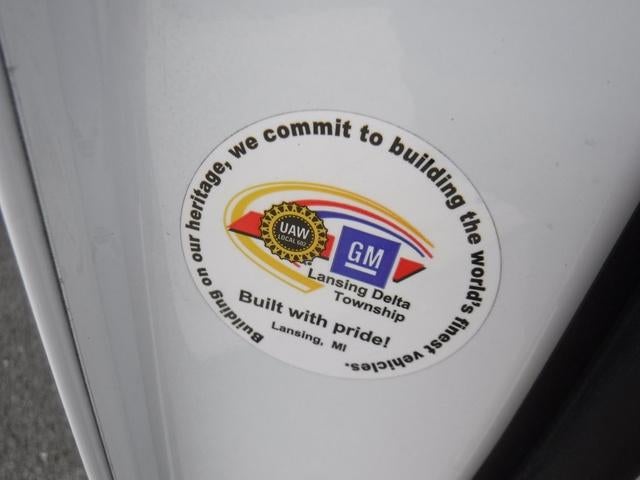 Building on our heritage, we commit to building the world's finest vehicles.
UAW
LOCAL 602
GM
Lansing Delta
Township
Built with pride!
Lansing, MI